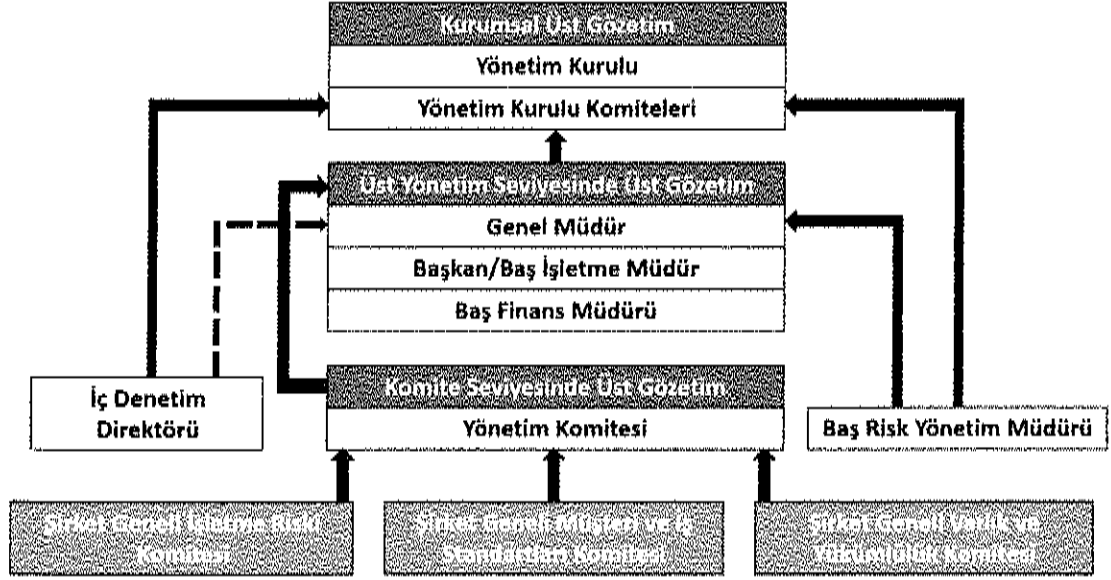 Kurumsal Üst Gözetim
Yönetim Kurulu
Yönetim Kurulu Komiteleri
Üst Yönetim Seviyesinde Üst Gözetim
Genel Müdür
Başkan/Baş İşletme Müdür
Baş Finans Müdürü
İç Denetim
Direktörü
Komite Seviyesinde Üst Gözetim
Yönetim Komitesi
Baş Risk Yönetim Müdürü
Şirket Geneli İşletme Riski
Komitesi
Şirket Geneli Müşteri ve İş
Standartları Komitesi
Şirket Geneli Varlık ve
Yükümlülük Komitesi